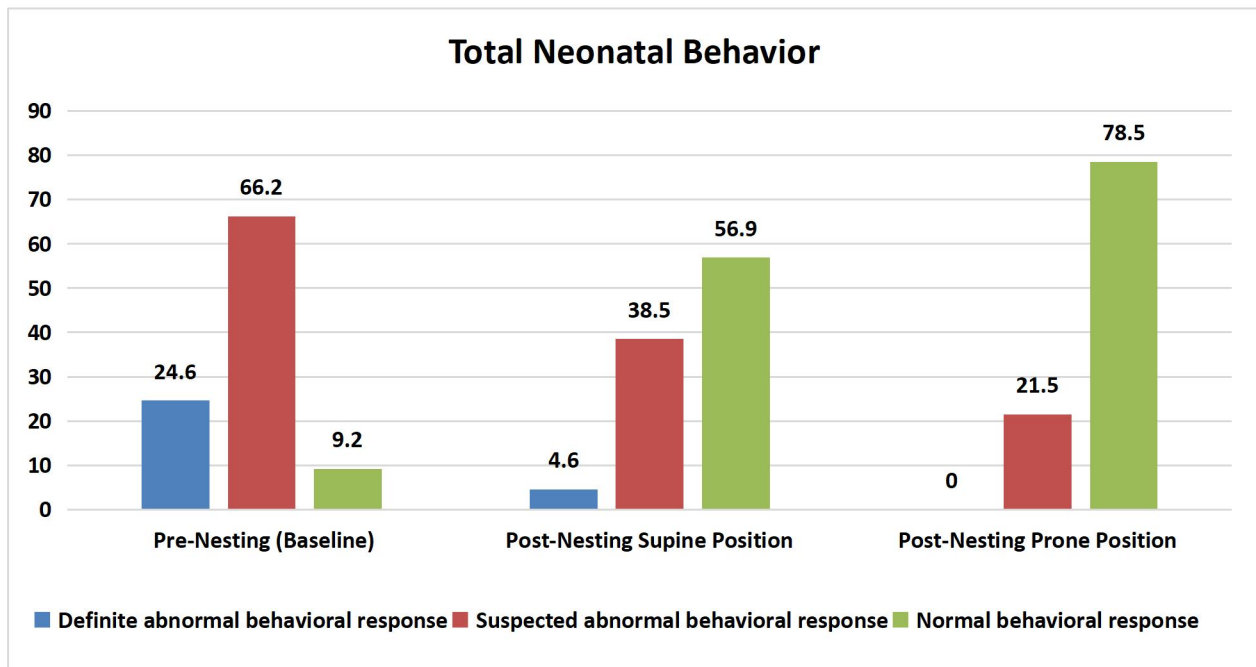 Total Neonatal Behavior
90
80
70
60
50
40
30
20
10
0
24.6
66.2
9.2
4.6
38.5
56.9
0
21.5
78.5
Pre-Nesting (Baseline)
Post-Nesting Supine Position
Post-Nesting Prone Position
Definite abnormal behavioral response
Suspected abnormal behavioral response
Normal behavioral response